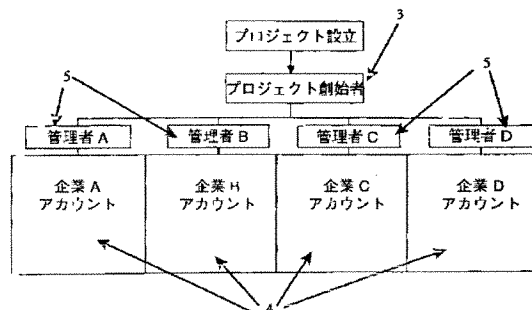 3
プロジェクト設立
5
プロジェクト創始者
5
管理者A
管理者B
管理者C
管理者D
企業A
アカウント
企業B
アカウント
企業C
アカウント
企業D
アカウント
4